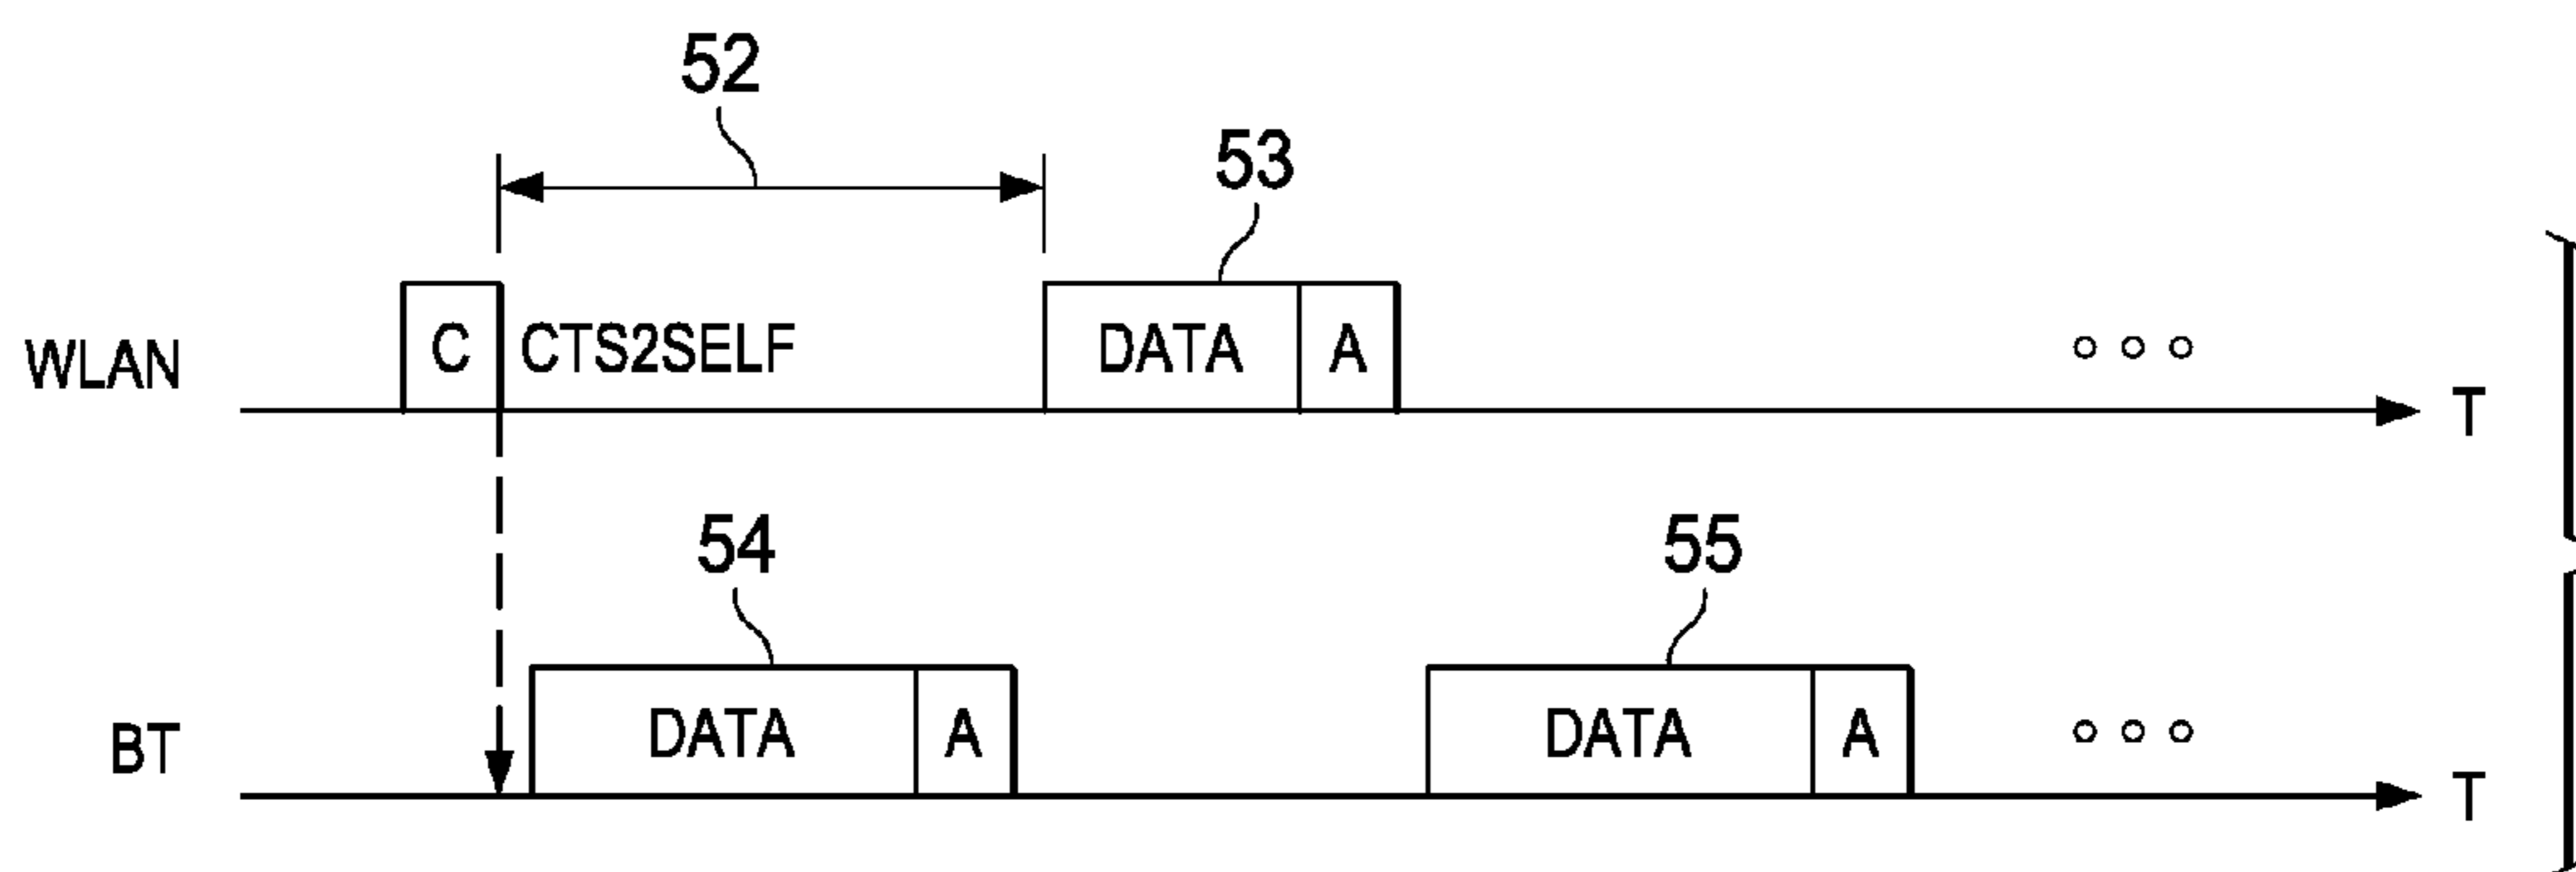 52
53
WLAN C CTS2SELF DATA A
T
54 55
BT DATA A DATA A
T